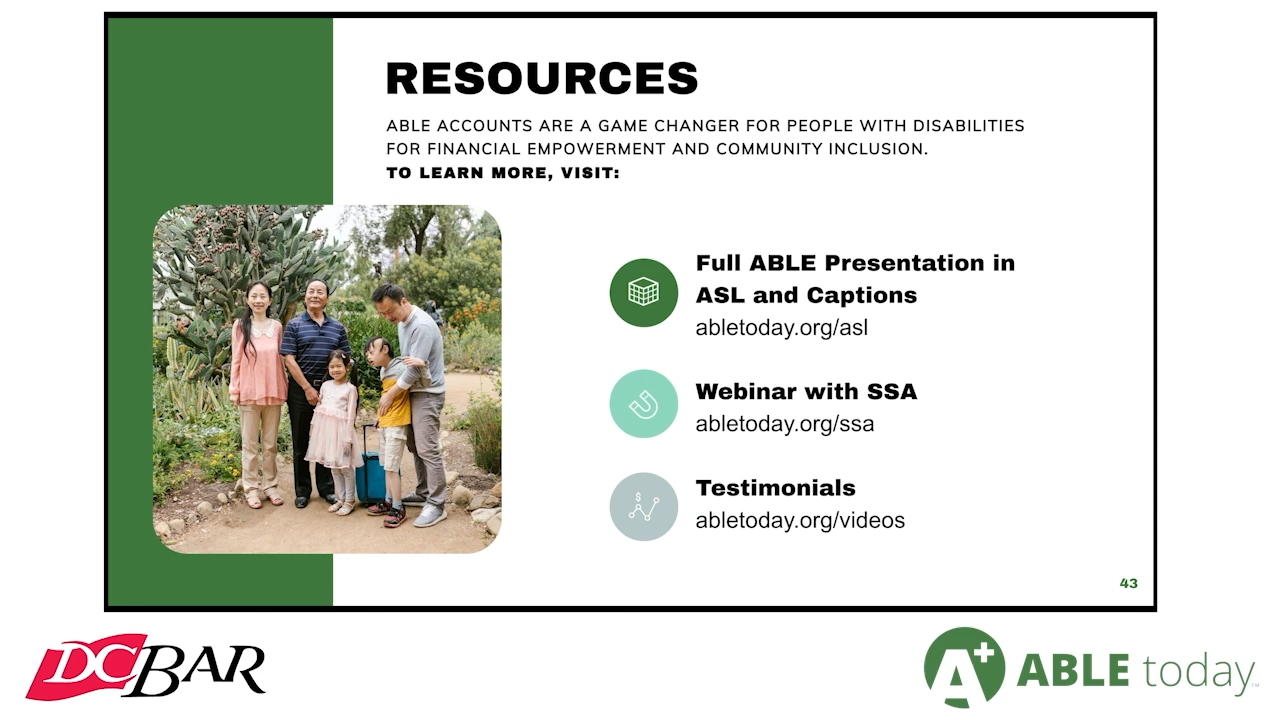 RESOURCES
ABLE ACCOUNTS ARE A GAME CHANGER FOR PEOPLE WITH DISABILITIES
FOR FINANCIAL EMPOWERMENT AND COMMUNITY INCLUSION.
TO LEARN MORE, VISIT:
Full ABLE Presentation in
ASL and Captions
abletoday.org/asl
Webinar with SSA
abletoday.org/ssa
$
Testimonials
abletoday.org/videos
43
DCBAR
A+ ABLE today™